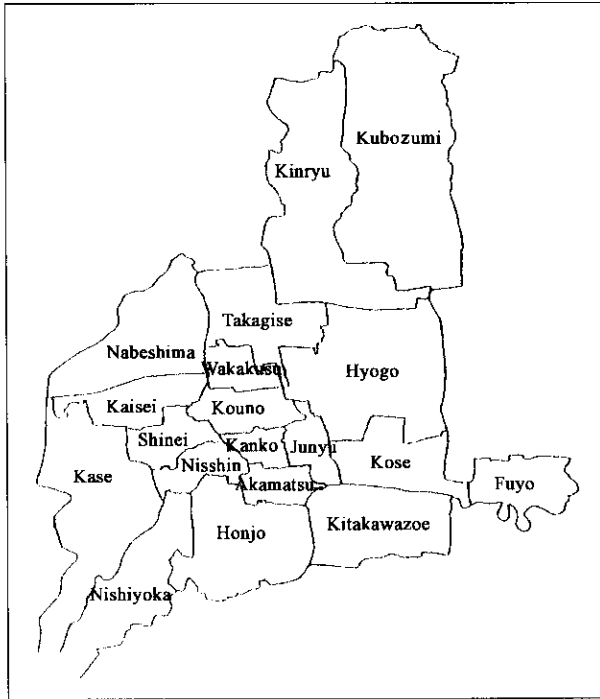 Kubozumi
Kinryu
Takagise
Nabeshima
Wakakusu
Hyogo
Kaisei
Kouno
Shinei
Kanko
Junyu
Nisshin
Kose
Kase
Akamatsu
Fuyo
Honjo
Kitakawazoe
Nishiyoka